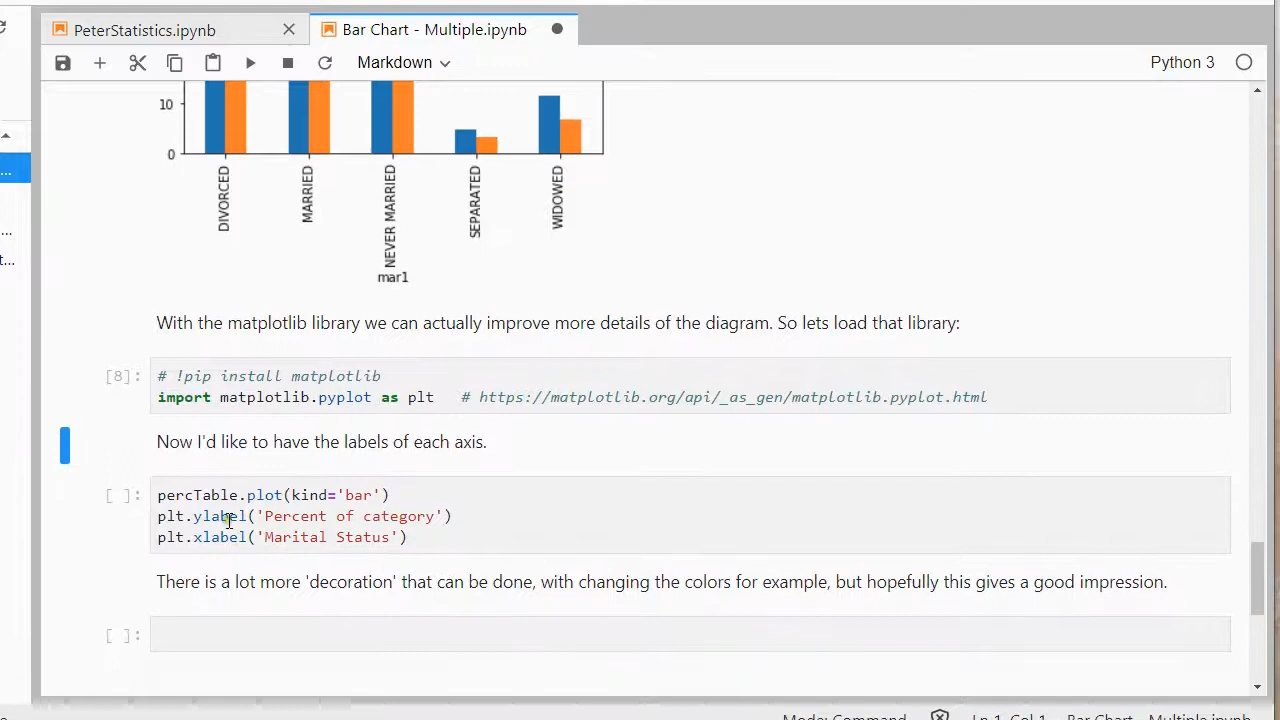 PeterStatistics.ipynb
Bar Chart - Multiple.ipynb
Markdown
Python 3
10
0
DIVORCED
MARRIED
NEVER MARRIED
SEPARATED
WIDOWED
mar1
With the matplotlib library we can actually improve more details of the diagram. So lets load that library:
[8]: # !pip install matplotlib
import matplotlib.pyplot as plt # https://matplotlib.org/api/_as_gen/matplotlib.pyplot.html
Now I'd like to have the labels of each axis.
[ ]: percTable.plot(kind='bar')
plt.ylabel('Percent of category')
plt.xlabel('Marital Status')
There is a lot more 'decoration' that can be done, with changing the colors for example, but hopefully this gives a good impression.
[ ]:
Mode: Command Ln 1, Col 1 Bar Chart - Multiple.ipynb